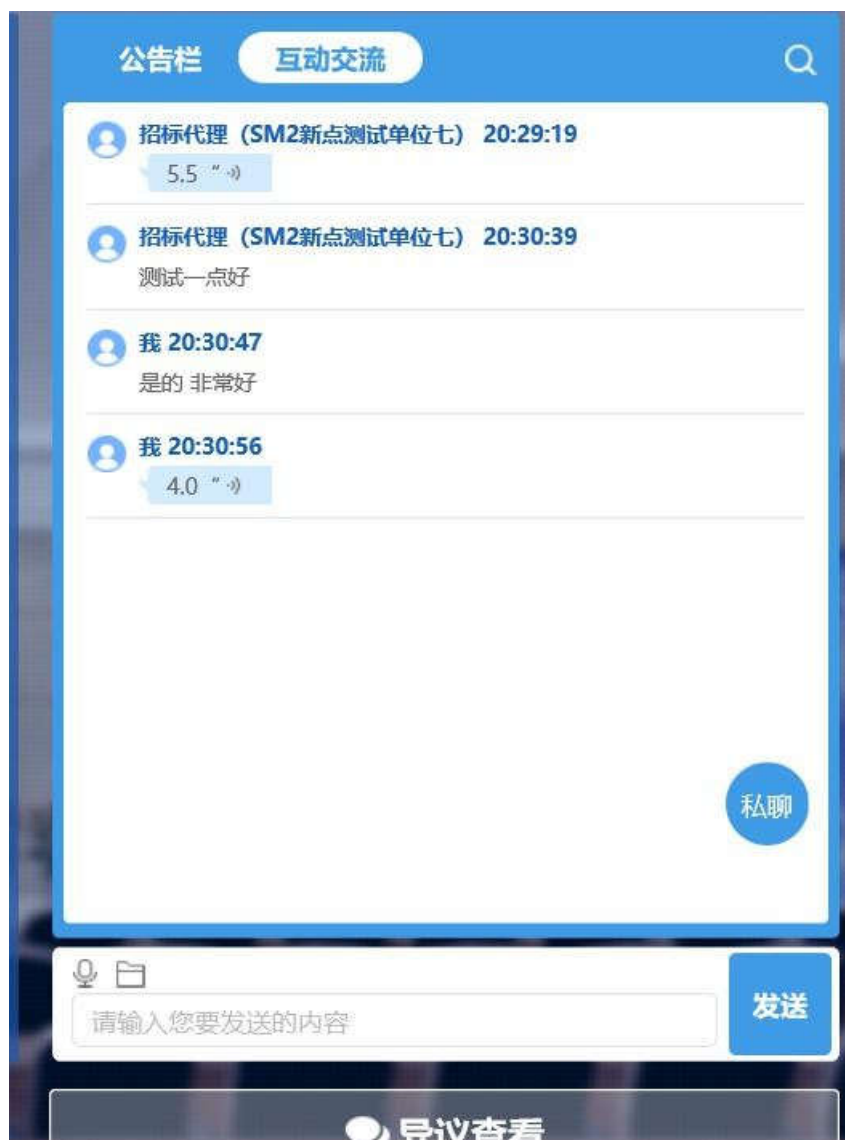 公告栏 互动交流
招标代理（SM2新点测试单位七） 20:29:19
5.5 "
招标代理（SM2新点测试单位七） 20:30:39
测试一点好
我 20:30:47
是的 非常好
我 20:30:56
4.0 "
私聊
请输入您要发送的内容
发送
异议查看